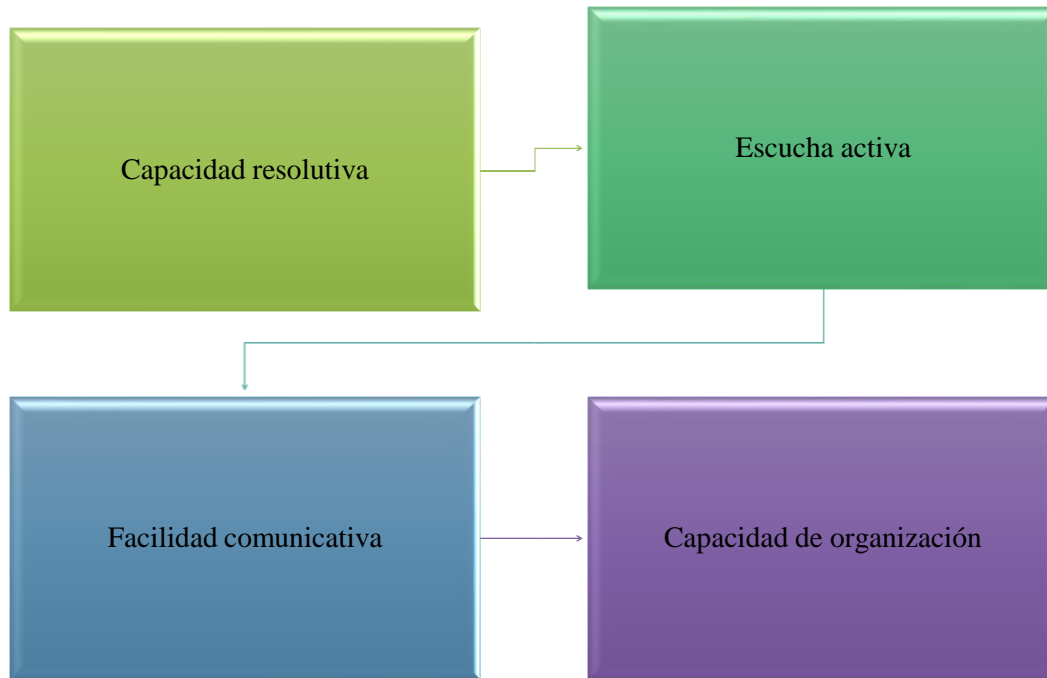 Capacidad resolutiva
Escucha activa
Facilidad comunicativa
Capacidad de organización